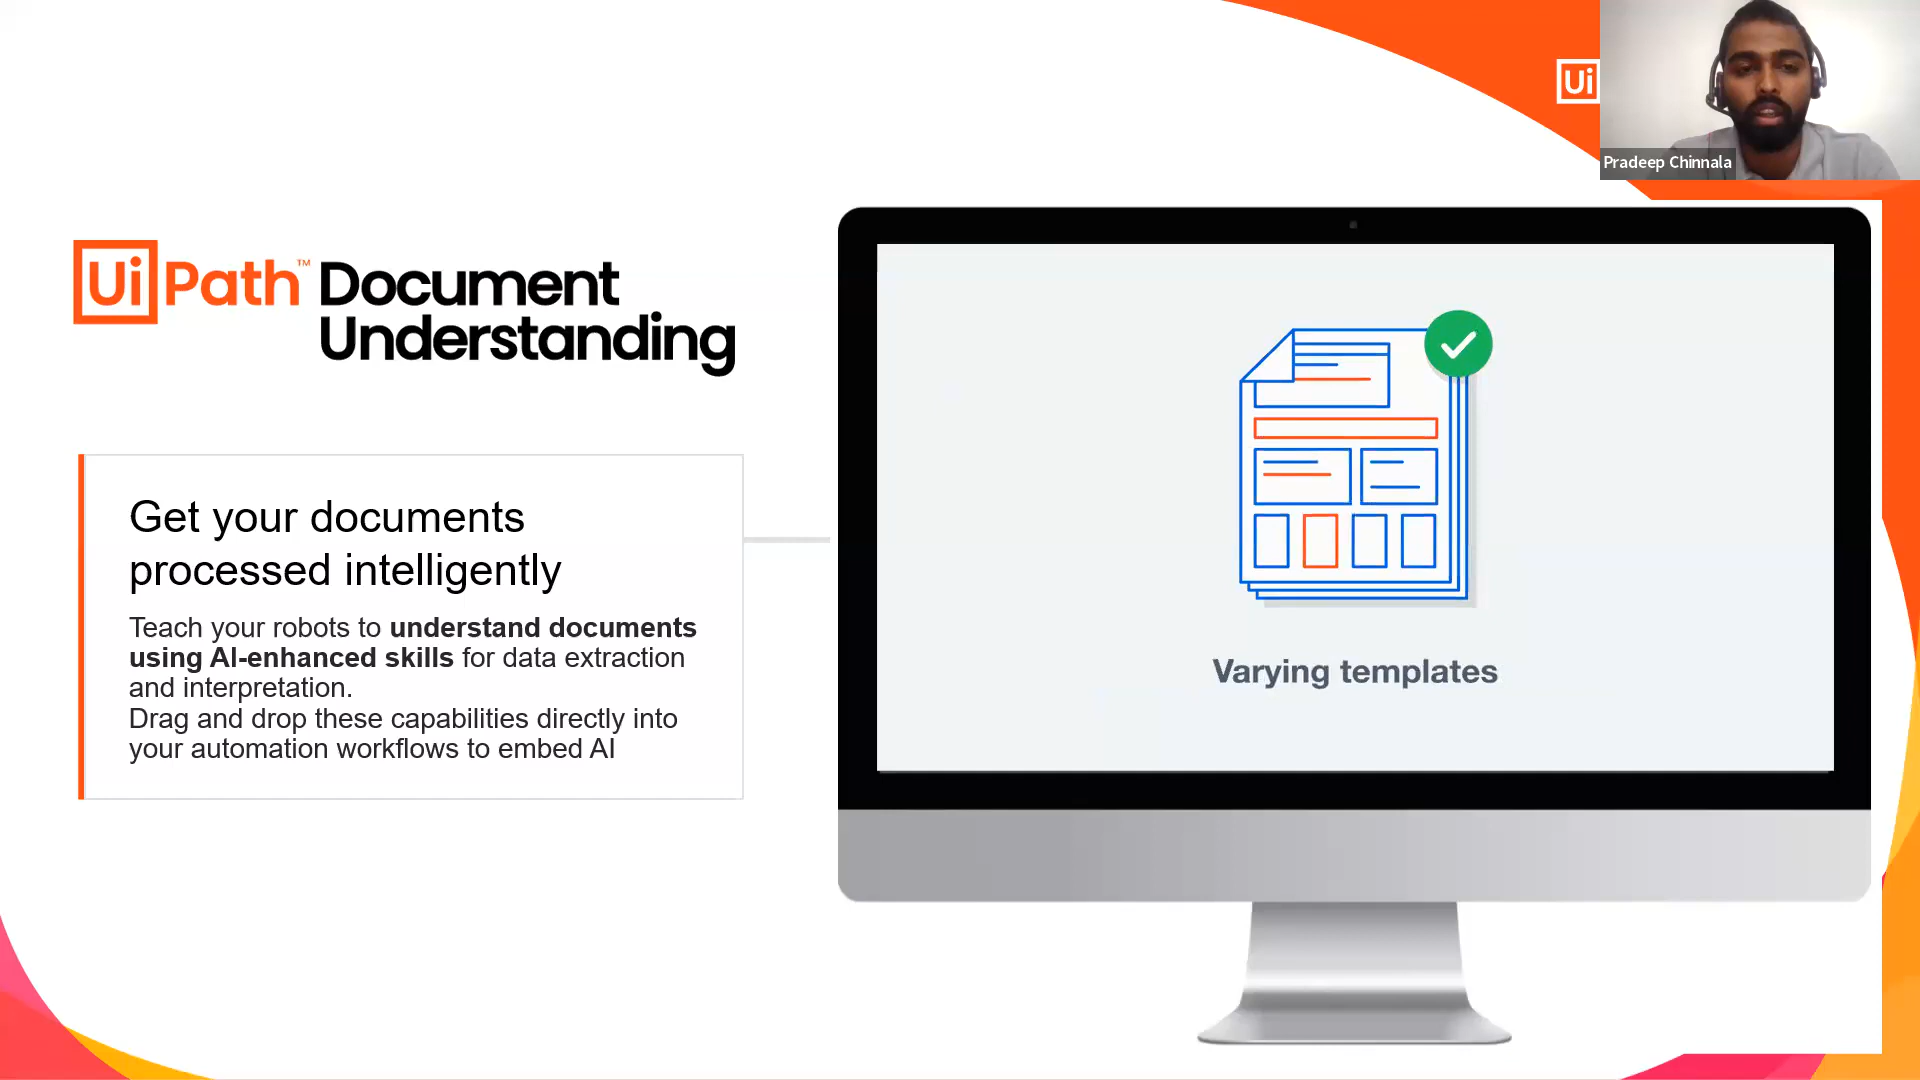 Ui
Pradeep Chinnala
UiPath™ Document
Understanding
Get your documents
processed intelligently
Teach your robots to understand documents
using AI-enhanced skills for data extraction
and interpretation.
Drag and drop these capabilities directly into
your automation workflows to embed AI
Varying templates